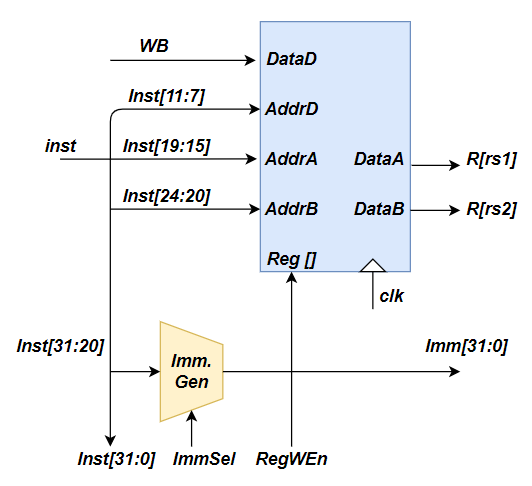 WB
DataD
Inst[11:7]
AddrD
inst
Inst[19:15]
AddrA
DataA
R[rs1]
Inst[24:20]
AddrB
DataB
R[rs2]
Reg []
clk
Inst[31:20]
Imm.
Gen
Imm[31:0]
Inst[31:0]
ImmSel
RegWEn